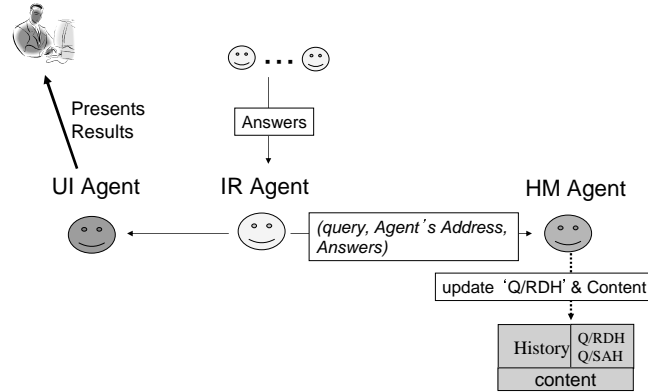 Presents
Results
Answers
UI Agent
IR Agent
HM Agent
(query, Agent's Address,
Answers)
update 'Q/RDH' & Content
History
Q/RDH
Q/SAH
content